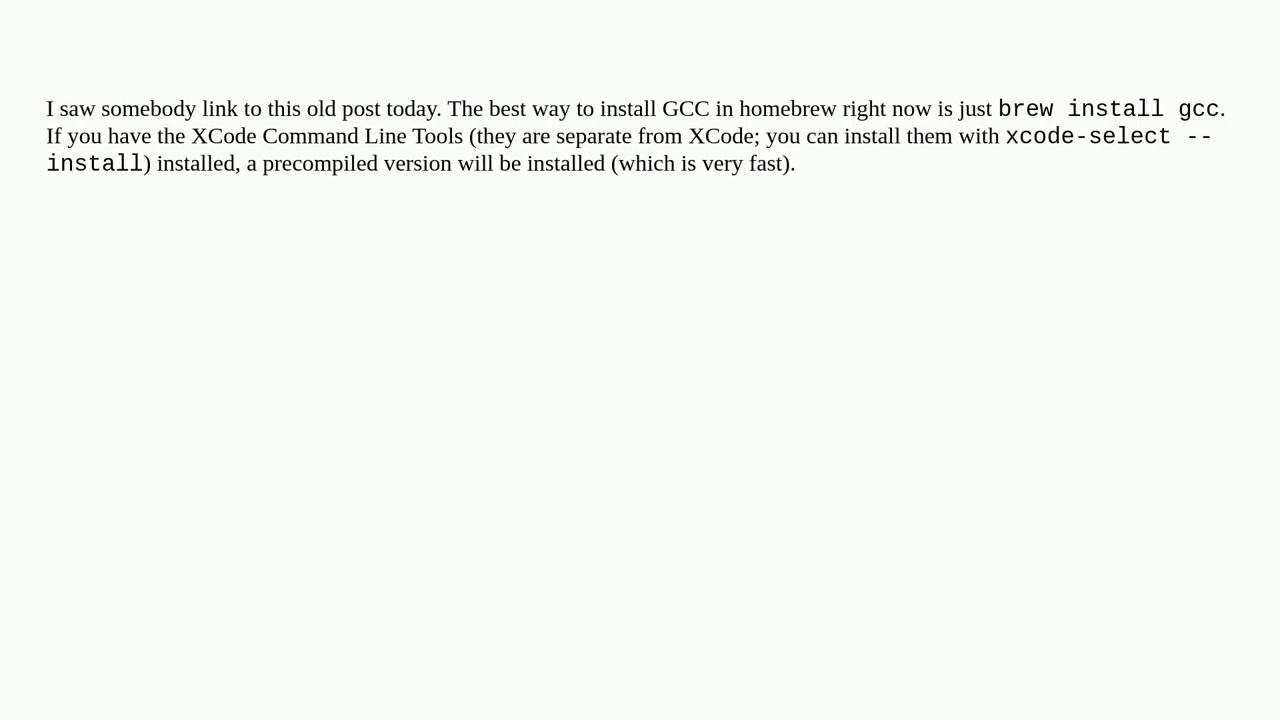 I saw somebody link to this old post today. The best way to install GCC in homebrew right now is just brew install gcc.
If you have the XCode Command Line Tools (they are separate from XCode; you can install them with xcode-select --
install) installed, a precompiled version will be installed (which is very fast).